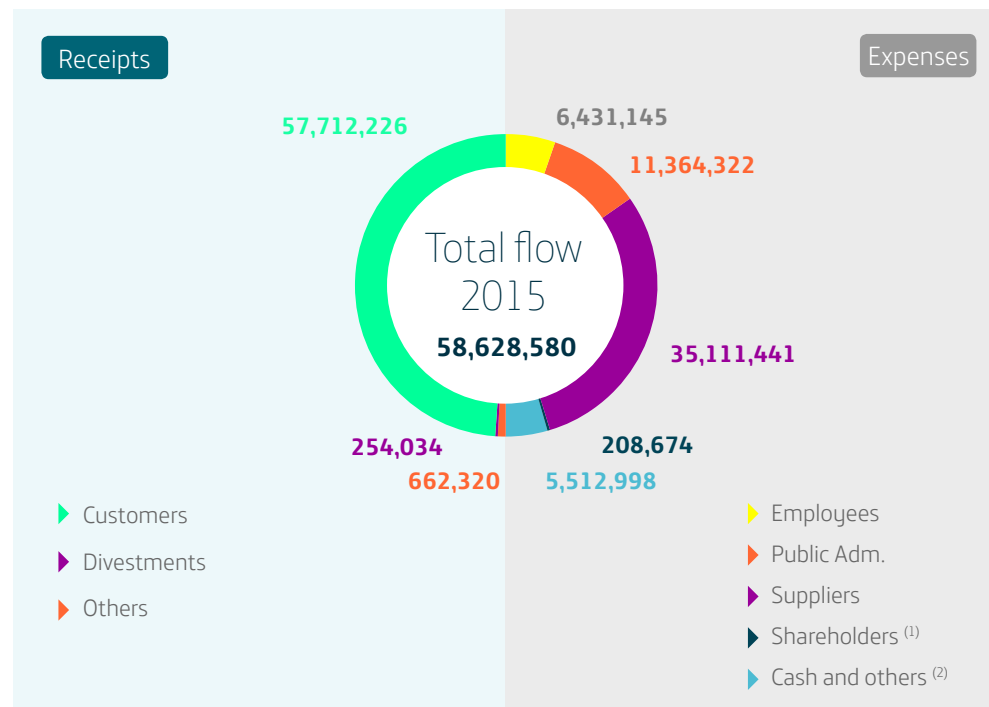 Receipts
Expenses
57,712,226
6,431,145
11,364,322
Total flow
2015
58,628,580
35,111,441
254,034
208,674
662,320
5,512,998
Customers
Divestments
Others
Employees
Public Adm.
Suppliers
Shareholders (1)
Cash and others (2)